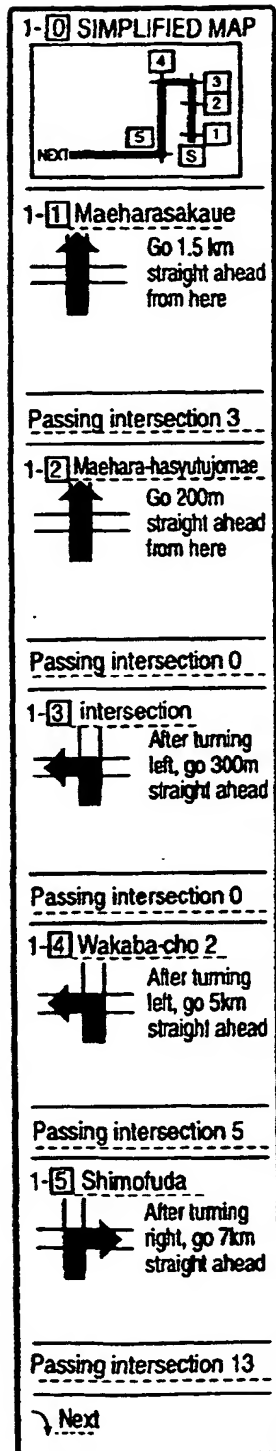 1-0 SIMPLIFIED MAP
4
3
2
5
1
NEXT
S
1-1 Maeharasakaue
Go 1.5 km
straight ahead
from here
Passing intersection 3
1-2 Maehara-hasyutujomae
Go 200m
straight ahead
from here
Passing intersection 0
1-3 intersection
After turning
left, go 300m
straight ahead
Passing intersection 0
1-4 Wakaba-cho 2
After turning
left, go 5km
straight ahead
Passing intersection 5
1-5 Shimofuda
After turning
right, go 7km
straight ahead
Passing intersection 13
Next